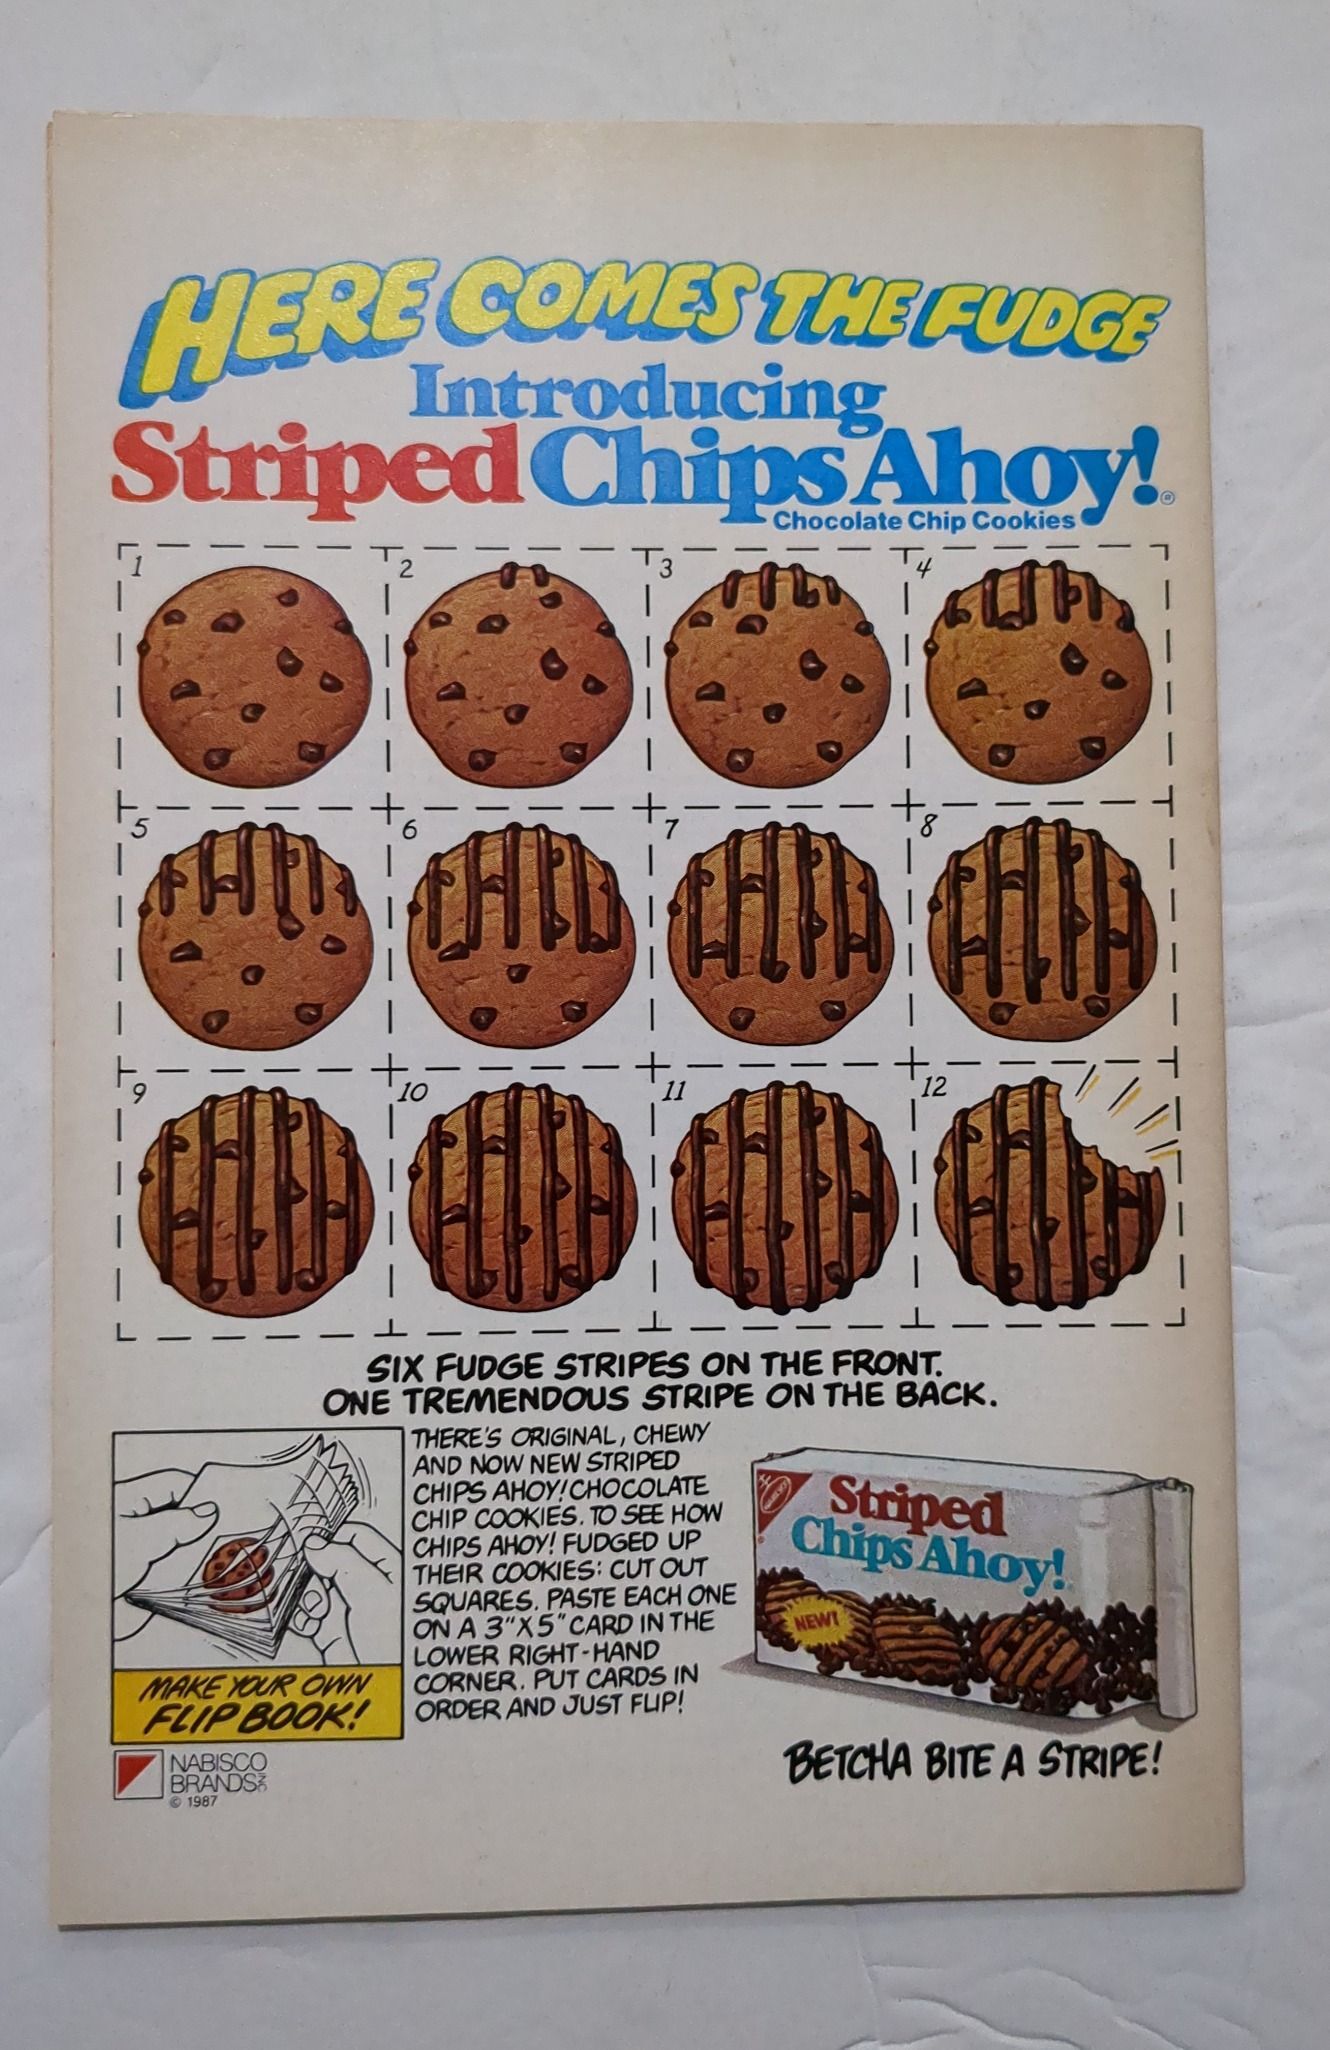 HERE COMES THE FUDGE
Introducing
Striped Chips Ahoy!®
Chocolate Chip Cookies
1
2
3
4
5
6
7
8
9
10
11
12
SIX FUDGE STRIPES ON THE FRONT.
ONE TREMENDOUS STRIPE ON THE BACK.
THERE'S ORIGINAL, CHEWY
AND NOW NEW STRIPED
CHIPS AHOY! CHOCOLATE
CHIP COOKIES. TO SEE HOW
CHIPS AHOY! FUDGED UP
THEIR COOKIES: CUT OUT
SQUARES. PASTE EACH ONE
ON A 3"X5" CARD IN THE
LOWER RIGHT-HAND
CORNER. PUT CARDS IN
ORDER AND JUST FLIP!
MAKE YOUR OWN
FLIP BOOK!
NABISCO
Striped
Chips Ahoy!
NEW!
BETCHA BITE A STRIPE!
NABISCO
BRANDS INC
© 1987